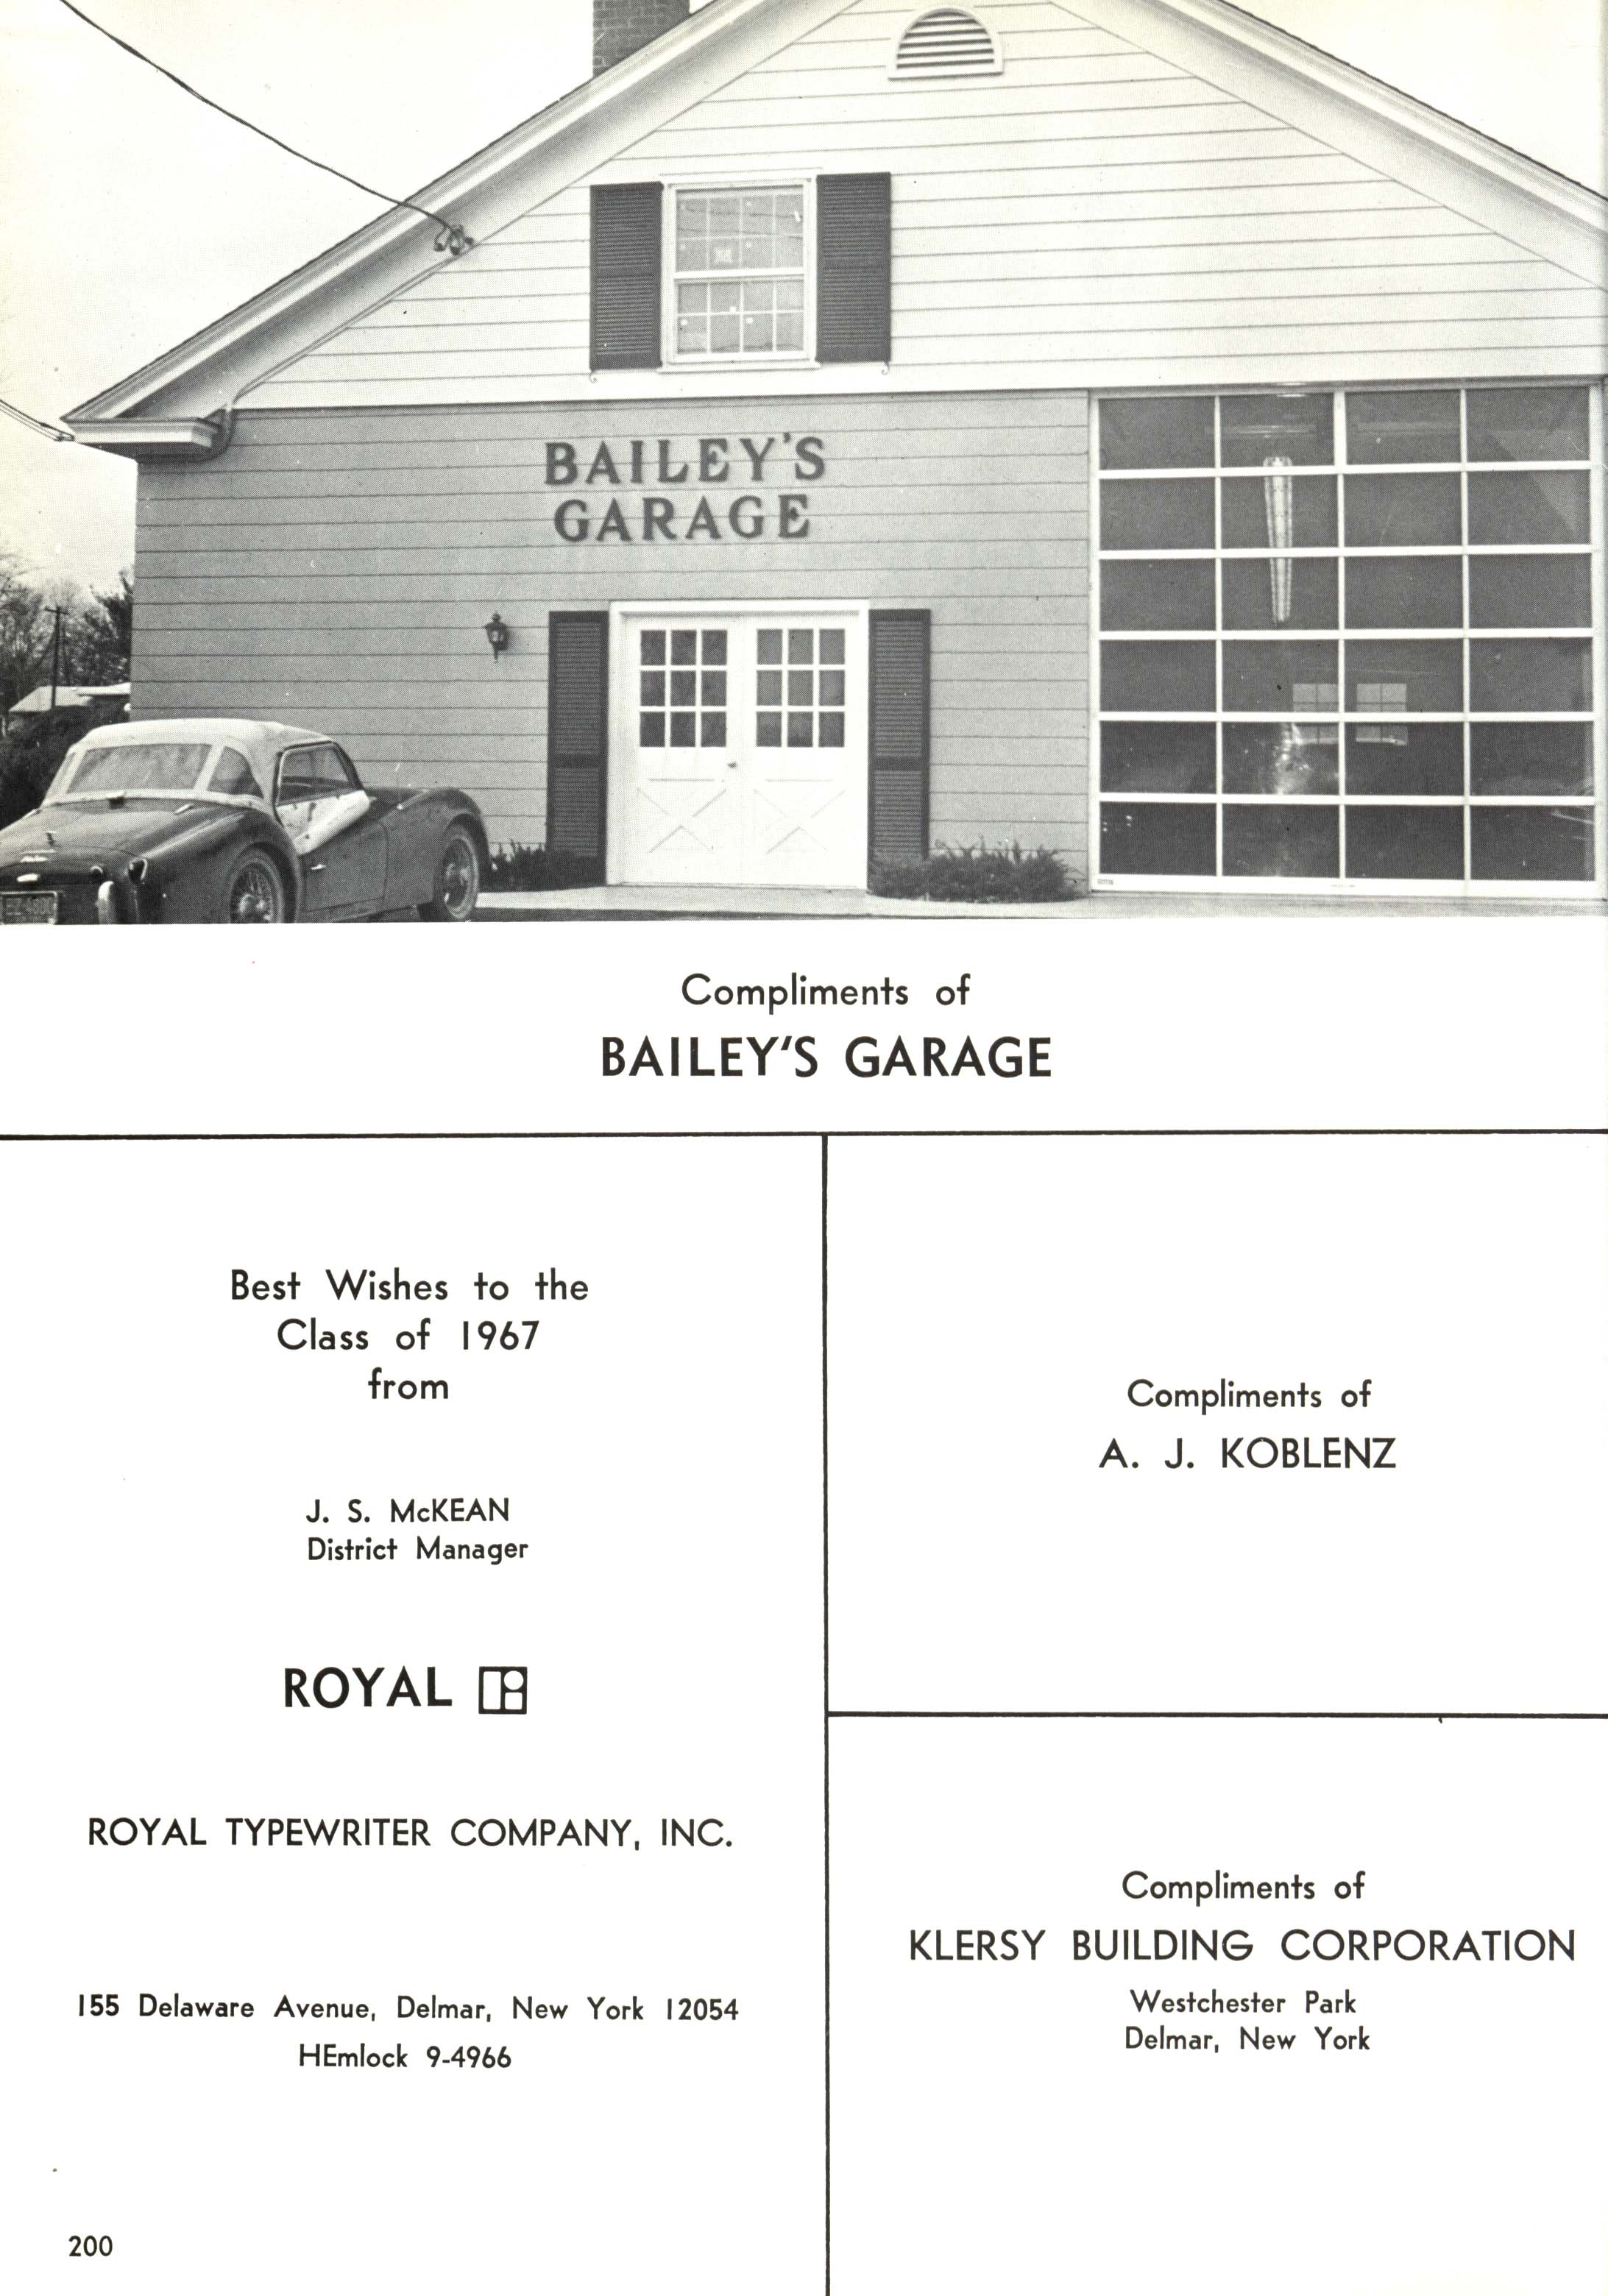 BAILEY'S
GARAGE
Compliments of
BAILEY'S GARAGE
Best Wishes to the
Class of 1967
from
J. S. McKEAN
District Manager
ROYAL
ROYAL TYPEWRITER COMPANY, INC.
155 Delaware Avenue, Delmar, New York 12054
HEmlock 9-4966
Compliments of
A. J. KOBLENZ
Compliments of
KLERSY BUILDING CORPORATION
Westchester Park
Delmar, New York
200